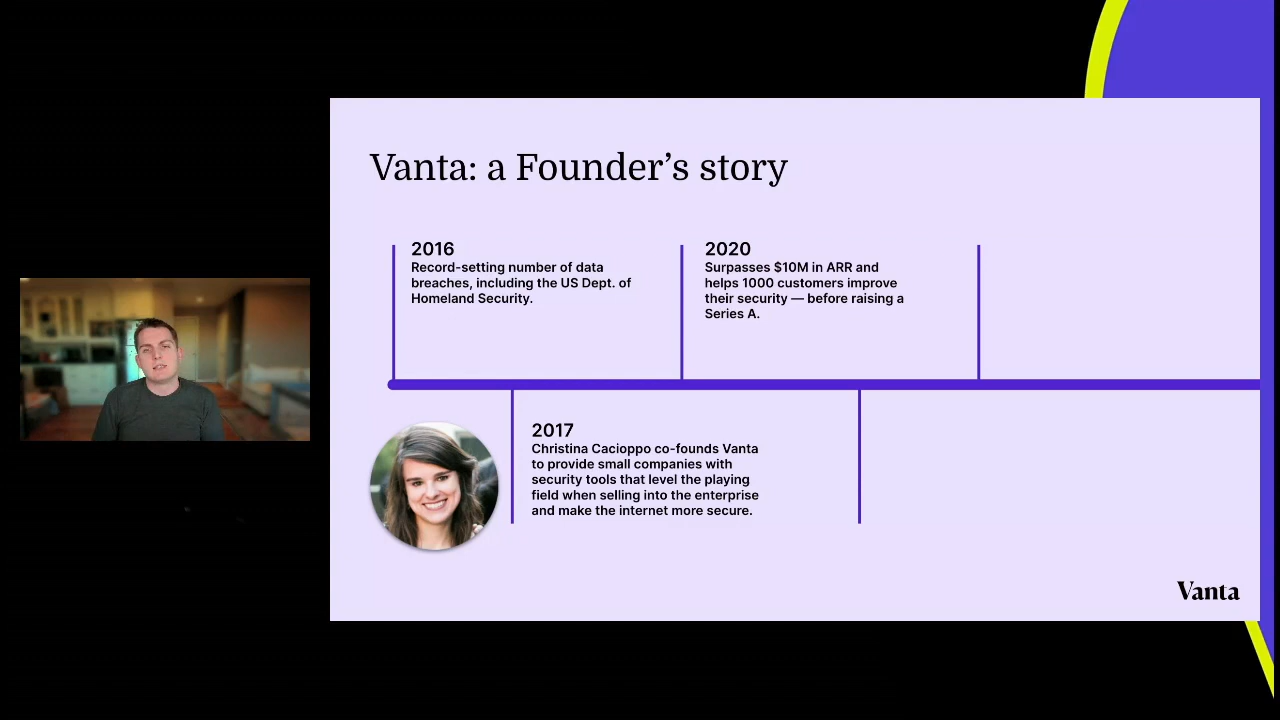 Vanta: a Founder’s story
2016
Record-setting number of data
breaches, including the US Dept. of
Homeland Security.
2020
Surpasses $10M in ARR and
helps 1000 customers improve
their security — before raising a
Series A.
2017
Christina Cacioppo co-founds Vanta
to provide small companies with
security tools that level the playing
field when selling into the enterprise
and make the internet more secure.
Vanta